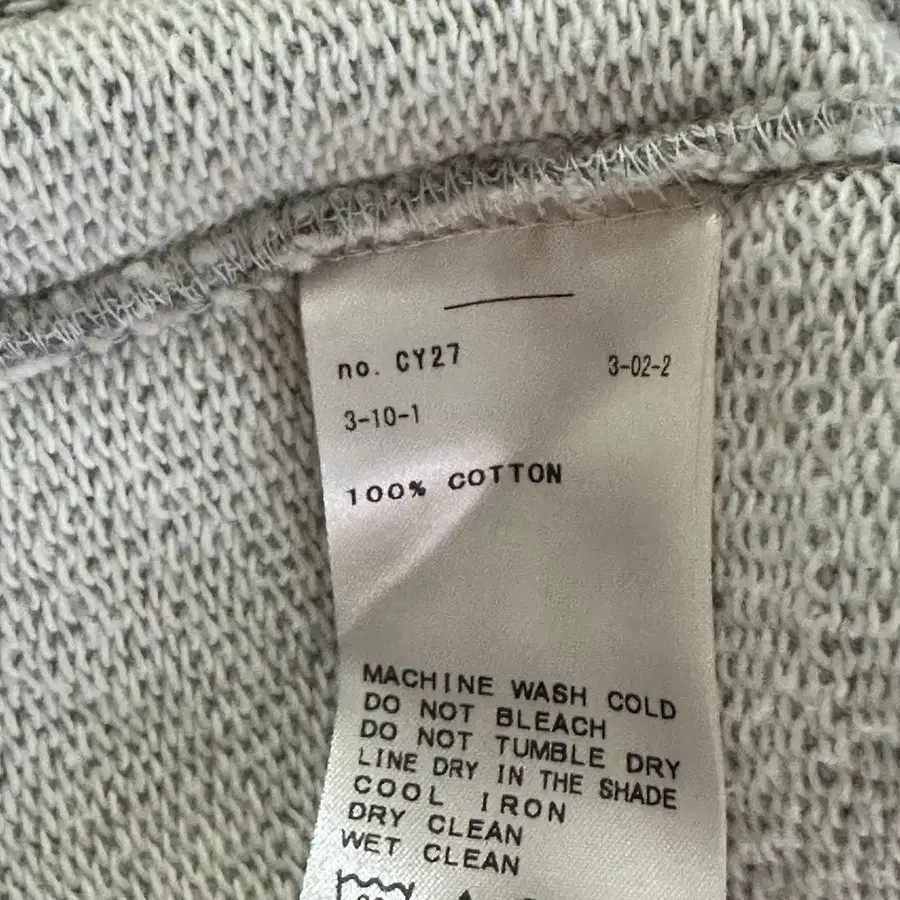 no. CY27 3-02-2
3-10-1
100% COTTON
MACHINE WASH COLD
DO NOT BLEACH
DO NOT TUMBLE DRY
LINE DRY IN THE SHADE
COOL IRON
DRY CLEAN
WET CLEAN